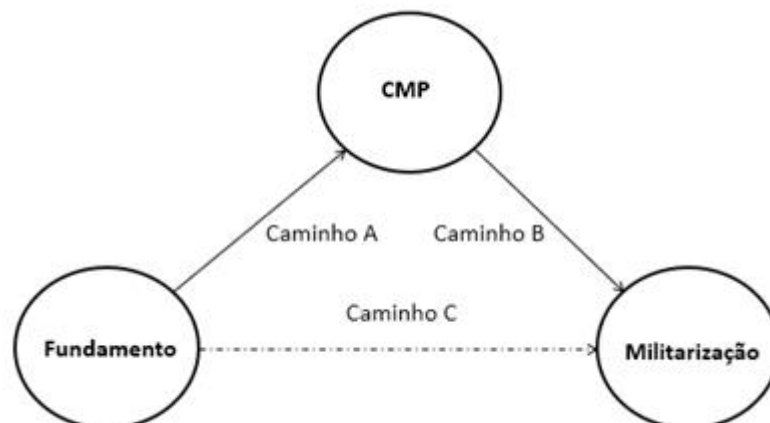 CMP
Caminho A
Caminho B
Caminho C
Fundamento
Militarização